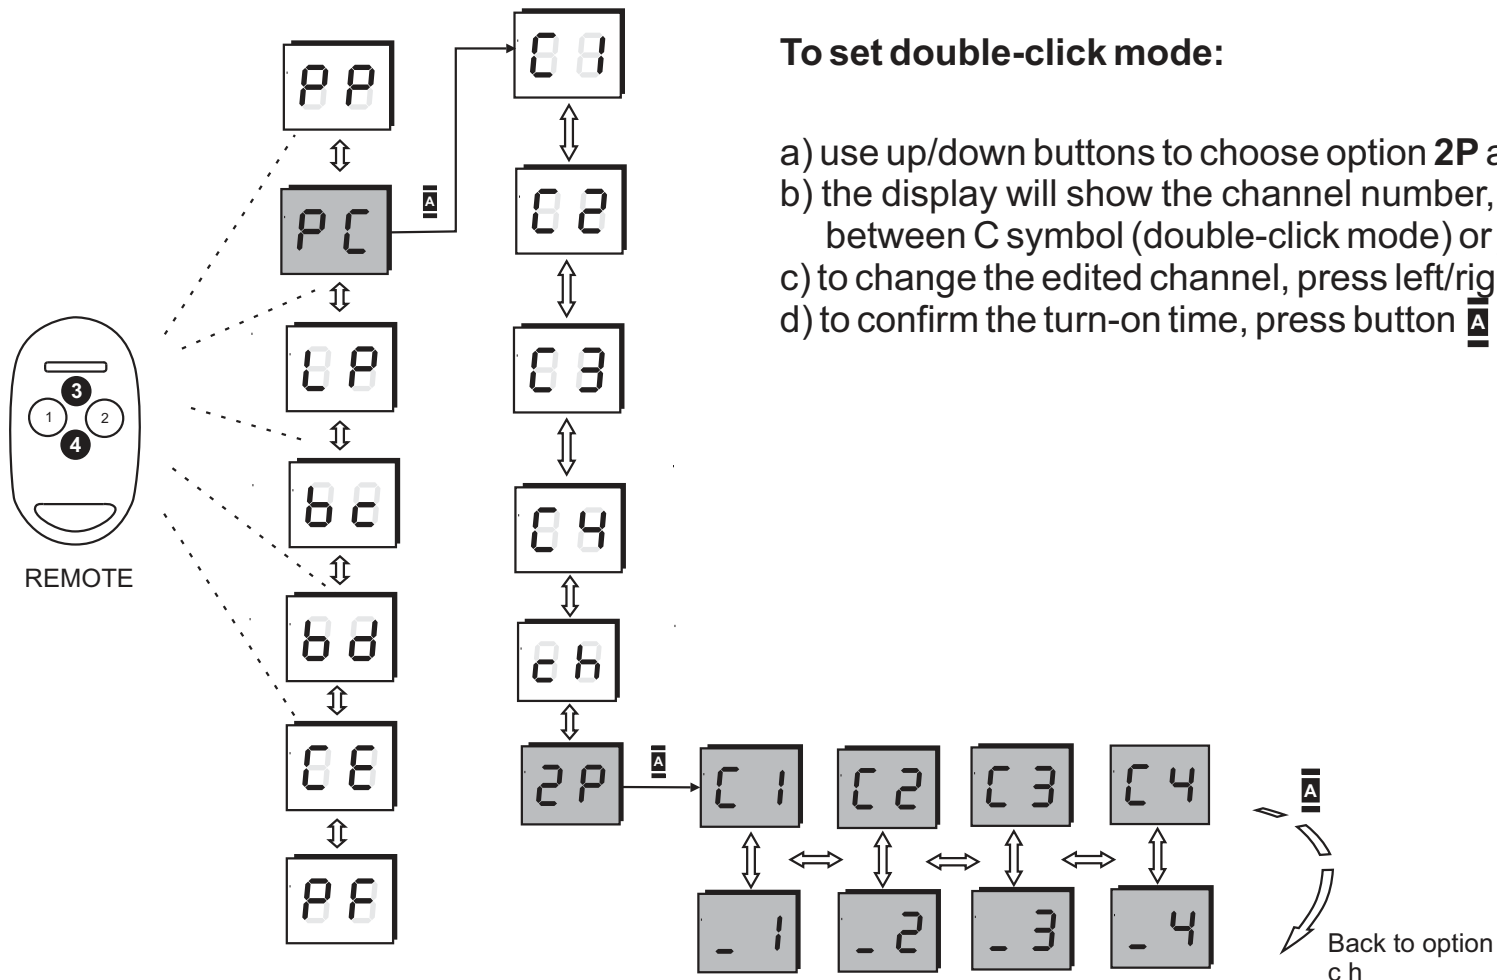 To set double-click mode:
a) use up/down buttons to choose option 2P
b) the display will show the channel number,
between C symbol (double-click mode) or
c) to change the edited channel, press
d) to confirm the turn-on time, press button A
PP
PC
A
LP
bc
bd
CE
PF
C1
C2
C3
C4
ch
2P
A
C1
C2
C3
C4
_1
_2
_3
_4
A
Back to option
c h
3
1
2
4
REMOTE